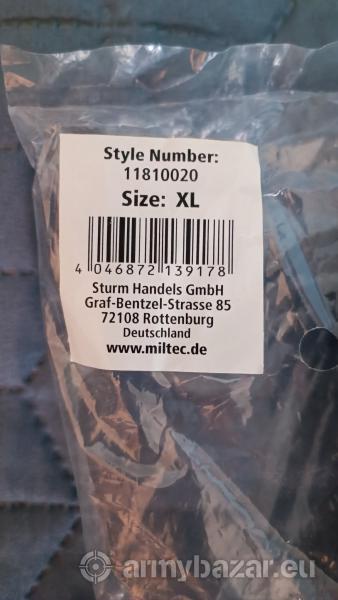 Style Number:
11810020
Size: XL
4 046872 139178
Sturm Handels GmbH
Graf-Bentzel-Strasse 85
72108 Rottenburg
Deutschland
www.miltec.de
armybazar.eu